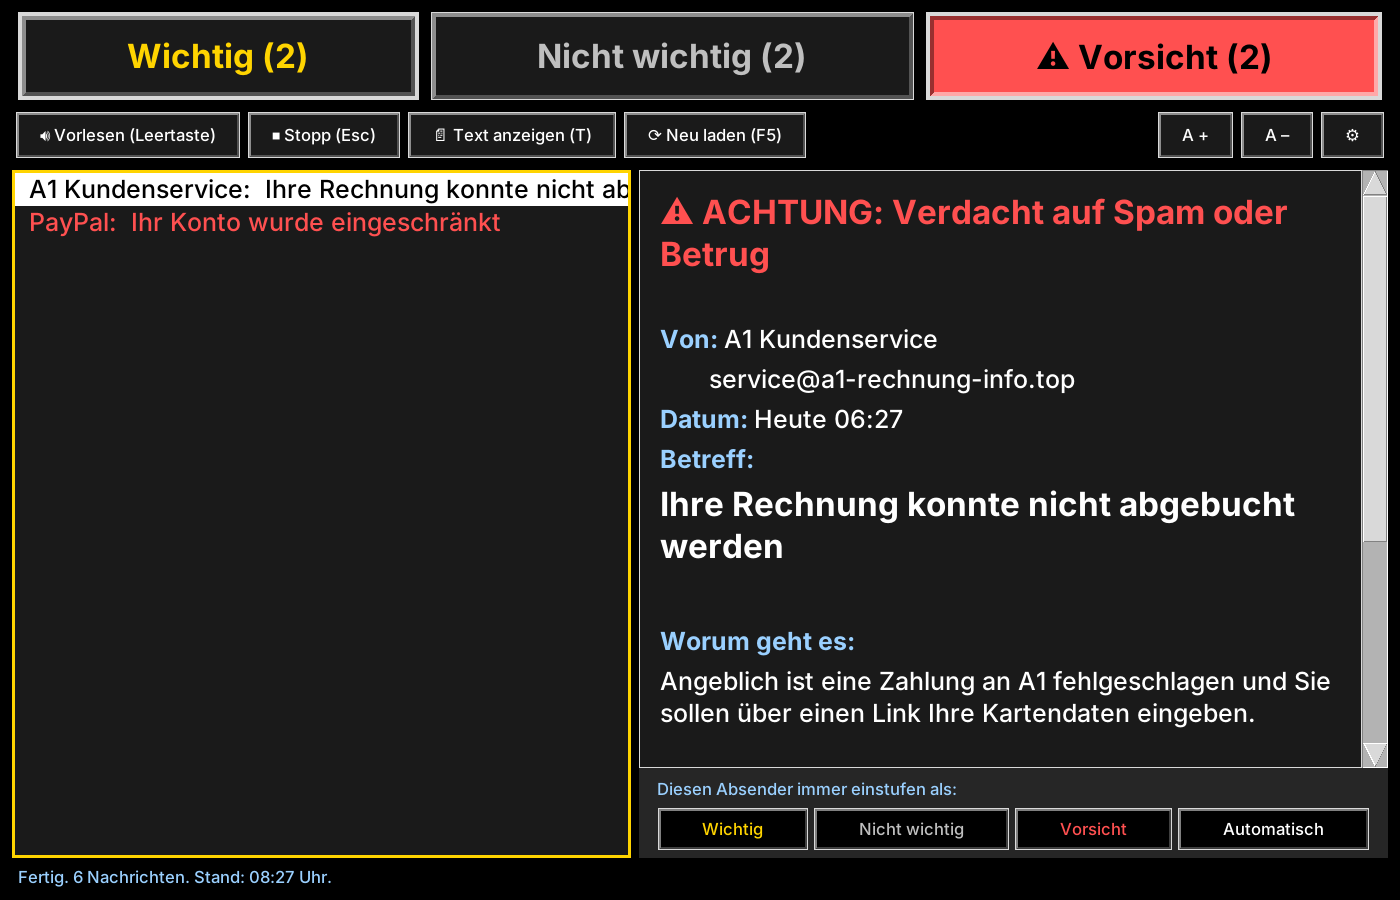 Wichtig (2)
Nicht wichtig (2)
⚠ Vorsicht (2)
🔊 Vorlesen (Leertaste)
■ Stopp (Esc)
Text anzeigen (T)
⟳ Neu laden (F5)
A +
A –
⚙
A1 Kundenservice: Ihre Rechnung konnte nicht ab
PayPal: Ihr Konto wurde eingeschränkt
⚠ ACHTUNG: Verdacht auf Spam oder
Betrug
Von: A1 Kundenservice
service@a1-rechnung-info.top
Datum: Heute 06:27
Betreff:
Ihre Rechnung konnte nicht abgebucht
werden
Worum geht es:
Angeblich ist eine Zahlung an A1 fehlgeschlagen und Sie
sollen über einen Link Ihre Kartendaten eingeben.
Diesen Absender immer einstufen als:
Wichtig
Nicht wichtig
Vorsicht
Automatisch
Fertig. 6 Nachrichten. Stand: 08:27 Uhr.